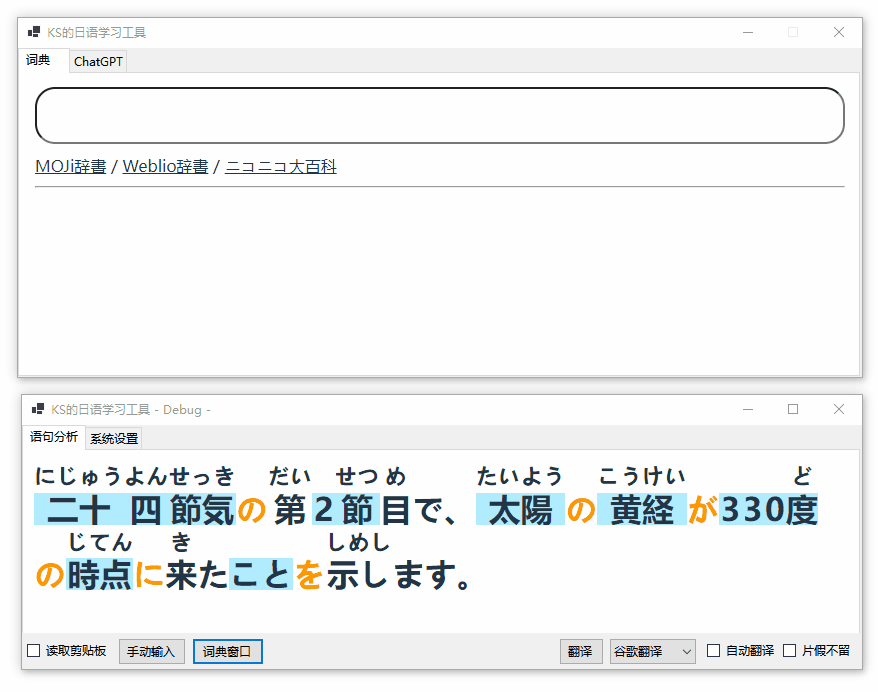 KS的日语学习工具
词典 ChatGPT
MOJi辞書 / Weblio辞書 / ニコニコ大百科
KS的日语学习工具 - Debug -
语句分析 系统设置
にじゅうよんせっき だい せつ め たいよう こうけい ど
二十四節気の第2節目で、太陽の黄経が330度
じてん き しめし
の時点に来たことを示します。
读取剪贴板 手动输入 词典窗口 翻译 谷歌翻译 自动翻译 片假不留